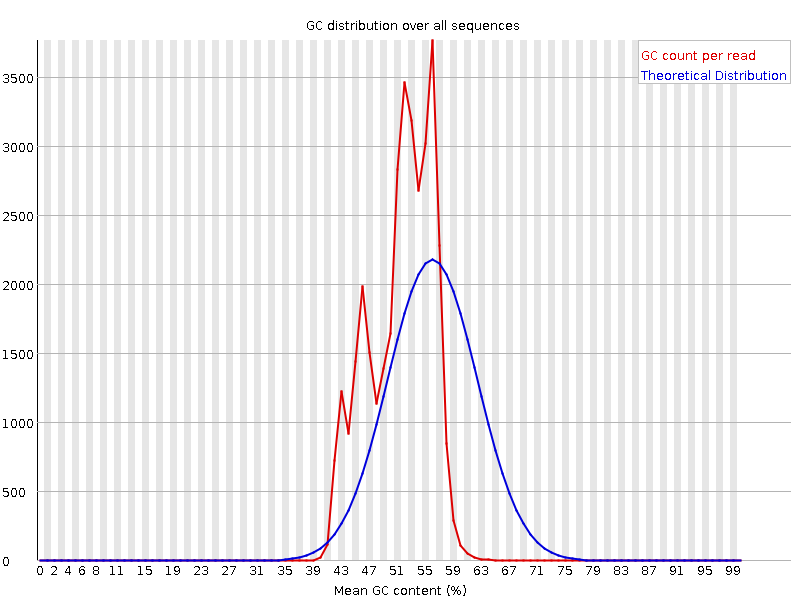 GC distribution over all sequences
GC count per read
Theoretical Distribution
3500
3000
2500
2000
1500
1000
500
0
0 2 4 6 8 11 15 19 23 27 31 35 39 43 47 51 55 59 63 67 71 75 79 83 87 91 95 99
Mean GC content (%)